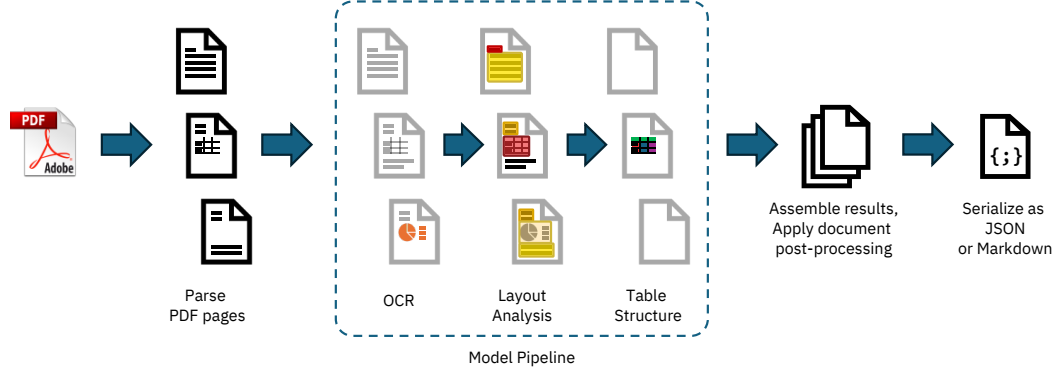 PDF
Adobe
{;}
Parse
PDF pages
OCR
Layout
Analysis
Table
Structure
Model Pipeline
Assemble results,
Apply document
post-processing
Serialize as
JSON
or Markdown